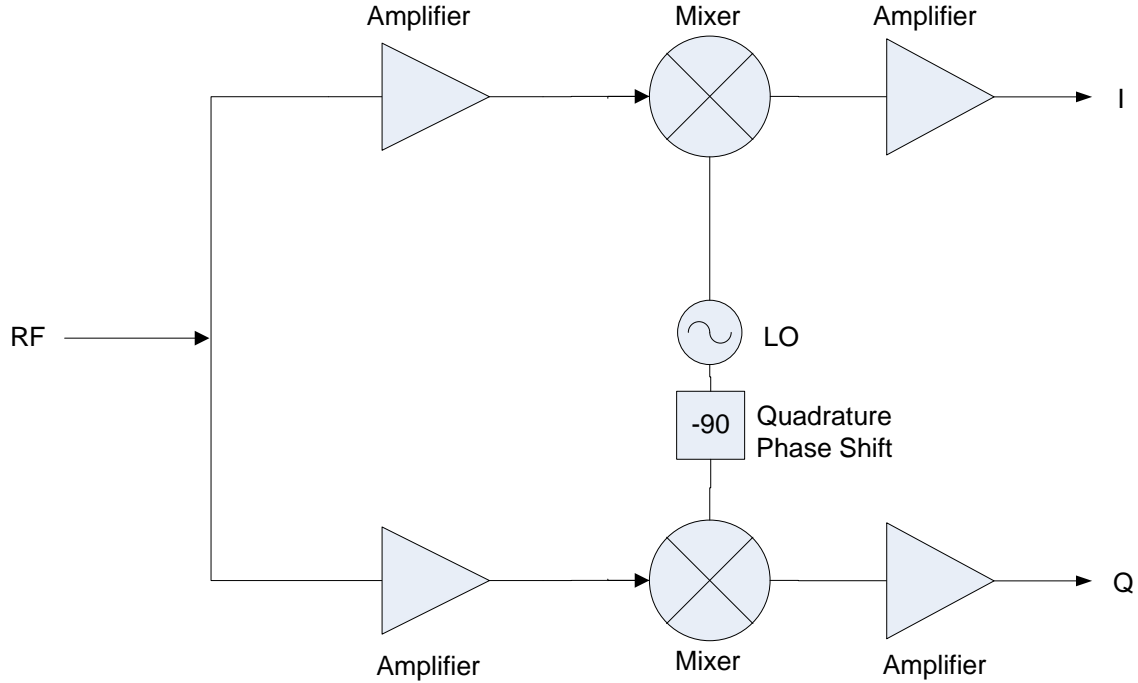 Amplifier
Mixer
Amplifier
I
RF
LO
-90
Quadrature
Phase Shift
Q
Amplifier
Mixer
Amplifier